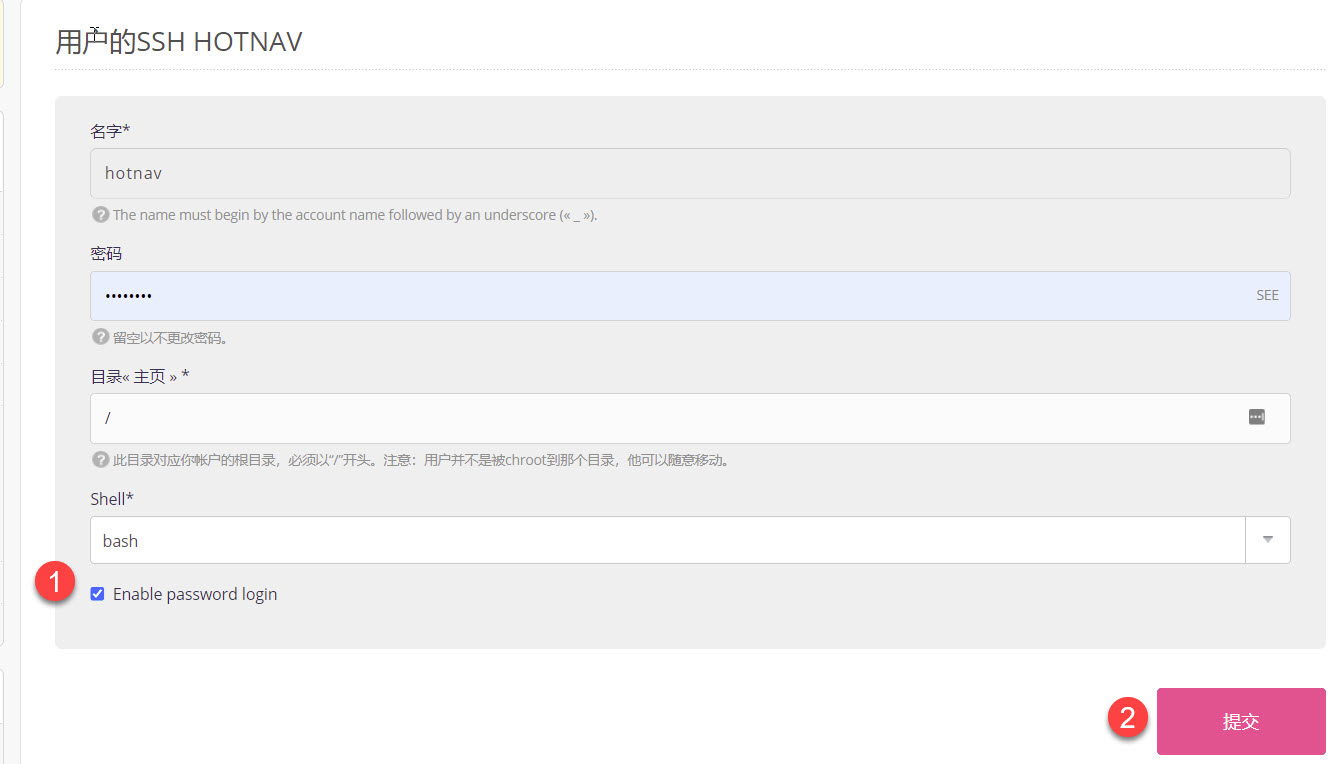 用户的SSH HOTNAV
名字*
hotnav
The name must begin by the account name followed by an underscore (« _ »).
密码
••••••••
SEE
留空以不更改密码。
目录« 主页 » *
/
此目录对应你帐户的根目录，必须以“/”开头。注意：用户并不是被chroot到那个目录，他可以随意移动。
Shell*
bash
1
Enable password login
2
提交